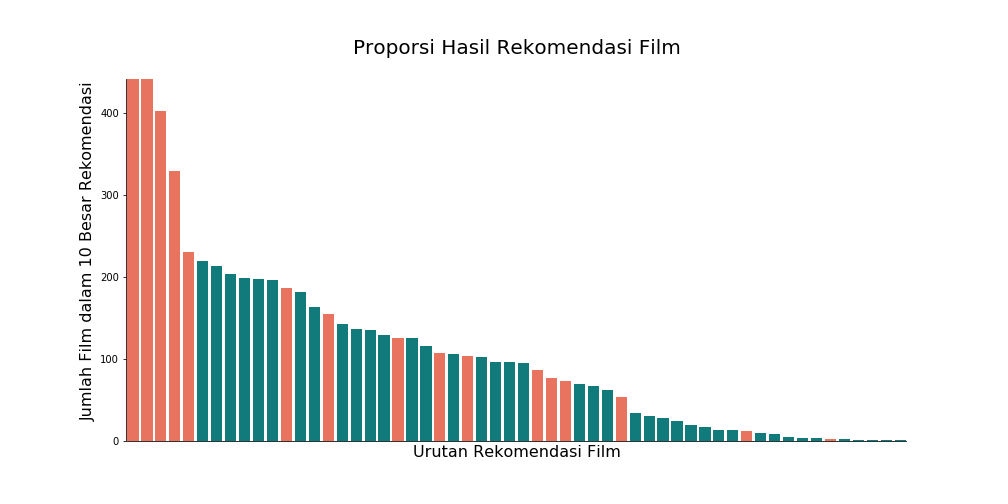 Proporsi Hasil Rekomendasi Film
Jumlah Film dalam 10 Besar Rekomendasi
400
300
200
100
0
Urutan Rekomendasi Film